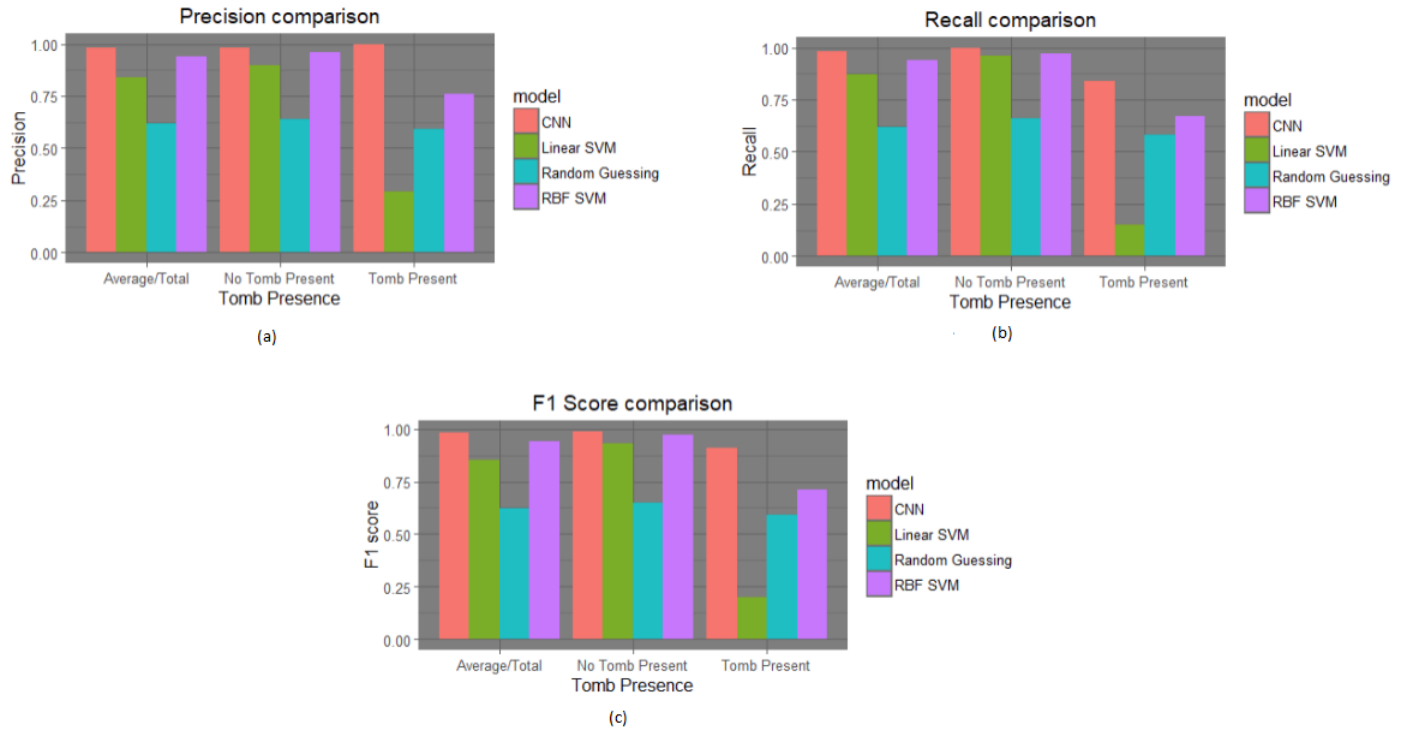 Precision comparison
1.00
0.75
0.50
0.25
0.00
Precision
Average/Total No Tomb Present Tomb Present
Tomb Presence
model
CNN
Linear SVM
Random Guessing
RBF SVM
(a)
Recall comparison
1.00
0.75
0.50
0.25
0.00
Recall
Average/Total No Tomb Present Tomb Present
Tomb Presence
model
CNN
Linear SVM
Random Guessing
RBF SVM
(b)
F1 Score comparison
1.00
0.75
0.50
0.25
0.00
F1 score
Average/Total No Tomb Present Tomb Present
Tomb Presence
model
CNN
Linear SVM
Random Guessing
RBF SVM
(c)